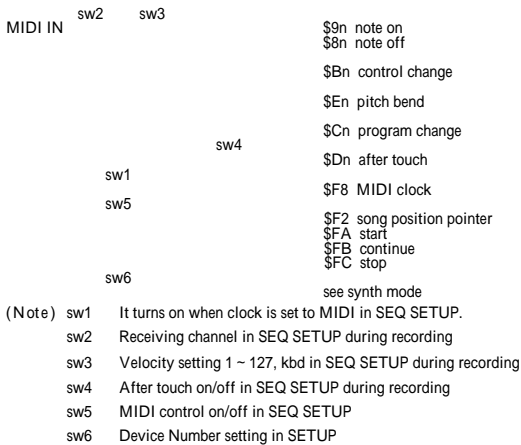 sw2 sw3
MIDI IN $9n note on
$8n note off
$Bn control change
$En pitch bend
$Cn program change
sw4
$Dn after touch
sw1
$F8 MIDI clock
sw5
$F2 song position pointer
$FA start
$FB continue
$FC stop
sw6
see synth mode
(Note) sw1 It turns on when clock is set to MIDI in SEQ SETUP.
sw2 Receiving channel in SEQ SETUP during recording
sw3 Velocity setting 1 ~ 127, kbd in SEQ SETUP during recording
sw4 After touch on/off in SEQ SETUP during recording
sw5 MIDI control on/off in SEQ SETUP
sw6 Device Number setting in SETUP